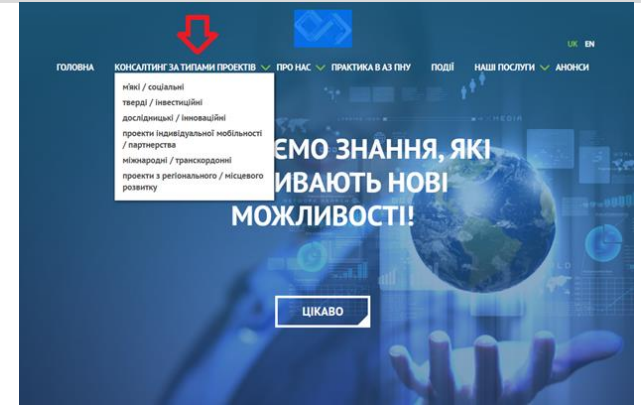 UK EN
ГОЛОВНА КОНСАЛТИНГ ЗА ТИПАМИ ПРОЕКТІВ ПРО НАС ПРАКТИКА В АЗ ПНУ ПОДІЇ НАШІ ПОСЛУГИ АНОНСИ
м'які / соціальні
тверді / інвестиційні
дослідницькі / інноваційні
проекти індивідуальної мобільності
/ партнерства
міжнародні / транскордонні
проекти з регіонального / місцевого
розвитку
ЄМО ЗНАННЯ, ЯКІ
ИВАЮТЬ НОВІ
МОЖЛИВОСТІ!
ЦІКАВО